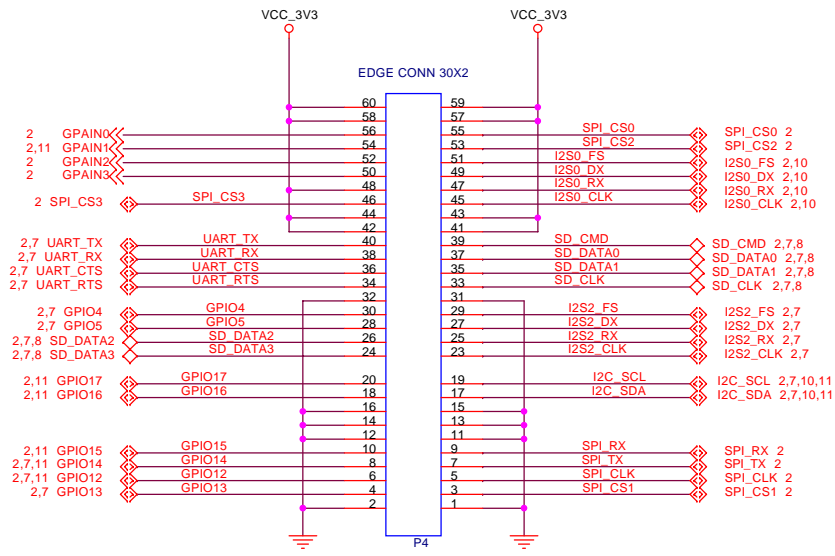 VCC_3V3 VCC_3V3
EDGE CONN 30X2
60 59
58 57
2 GPAIN0 56 55 SPI_CS0 SPI_CS0 2
2,11 GPAIN1 54 53 SPI_CS2 SPI_CS2 2
2 GPAIN2 52 51 I2S0_FS I2S0_FS 2,10
2 GPAIN3 50 49 I2S0_DX I2S0_DX 2,10
48 47 I2S0_RX I2S0_RX 2,10
2 SPI_CS3 SPI_CS3 46 45 I2S0_CLK I2S0_CLK 2,10
44 43
42 41
2,7 UART_TX UART_TX 40 39 SD_CMD SD_CMD 2,7,8
2,7 UART_RX UART_RX 38 37 SD_DATA0 SD_DATA0 2,7,8
2,7 UART_CTS UART_CTS 36 35 SD_DATA1 SD_DATA1 2,7,8
2,7 UART_RTS UART_RTS 34 33 SD_CLK SD_CLK 2,7,8
32 31
2,7 GPIO4 GPIO4 30 29 I2S2_FS I2S2_FS 2,7
2,7 GPIO5 GPIO5 28 27 I2S2_DX I2S2_DX 2,7
2,7,8 SD_DATA2 SD_DATA2 26 25 I2S2_RX I2S2_RX 2,7
2,7,8 SD_DATA3 SD_DATA3 24 23 I2S2_CLK I2S2_CLK 2,7
2,11 GPIO17 GPIO17 20 19 I2C_SCL I2C_SCL 2,7,10,11
2,11 GPIO16 GPIO16 18 17 I2C_SDA I2C_SDA 2,7,10,11
16 15
14 13
12 11
2,11 GPIO15 GPIO15 10 9 SPI_RX SPI_RX 2
2,7,11 GPIO14 GPIO14 8 7 SPI_TX SPI_TX 2
2,7,11 GPIO12 GPIO12 6 5 SPI_CLK SPI_CLK 2
2,7 GPIO13 GPIO13 4 3 SPI_CS1 SPI_CS1 2
2 1
P4